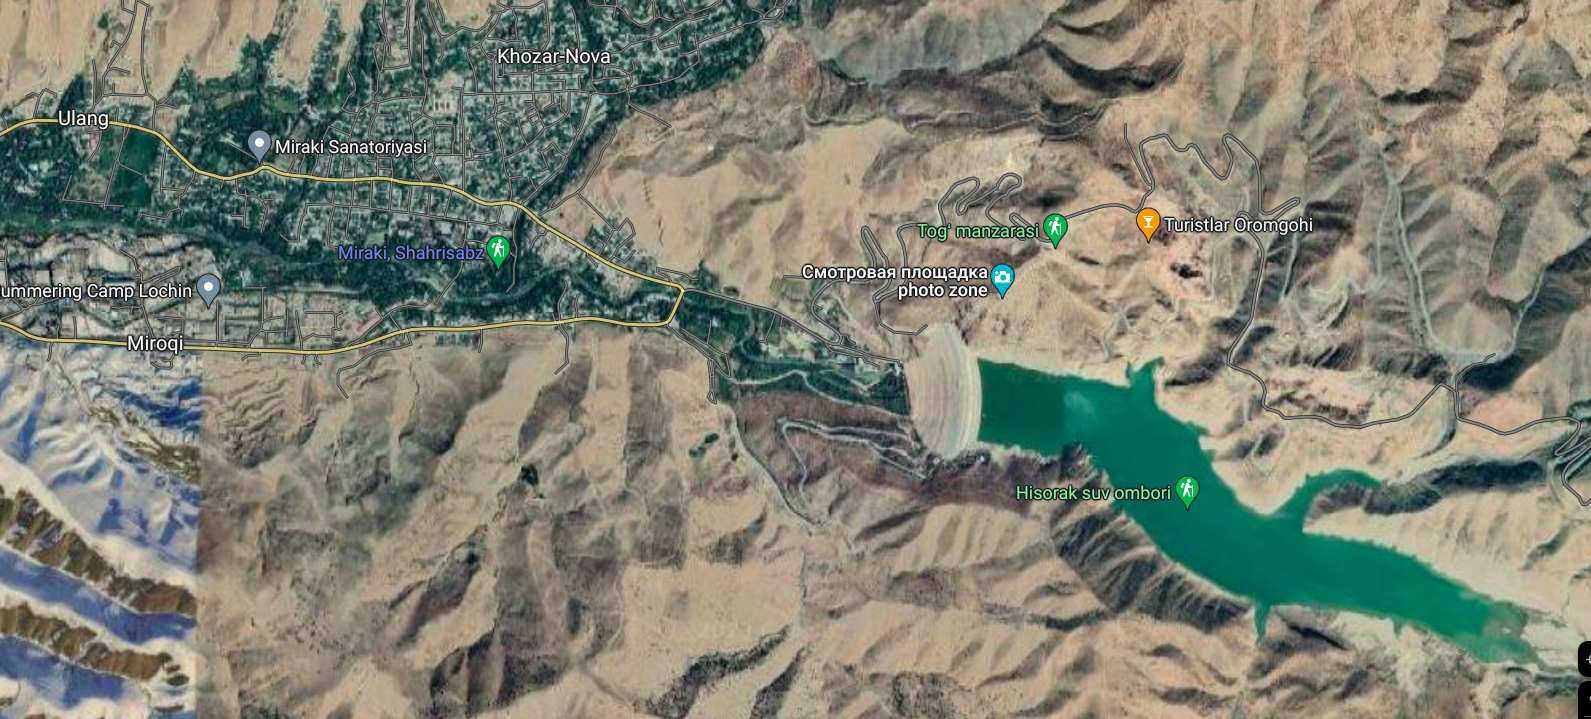 Khozar-Nova
Ulang
Miraki Sanatoriyasi
Tog' manzarasi
Turistlar Oromgohi
Miraki, Shahrisabz
Смотровая площадка
photo zone
ummering Camp Lochin
Miroqi
Hisorak suv ombori